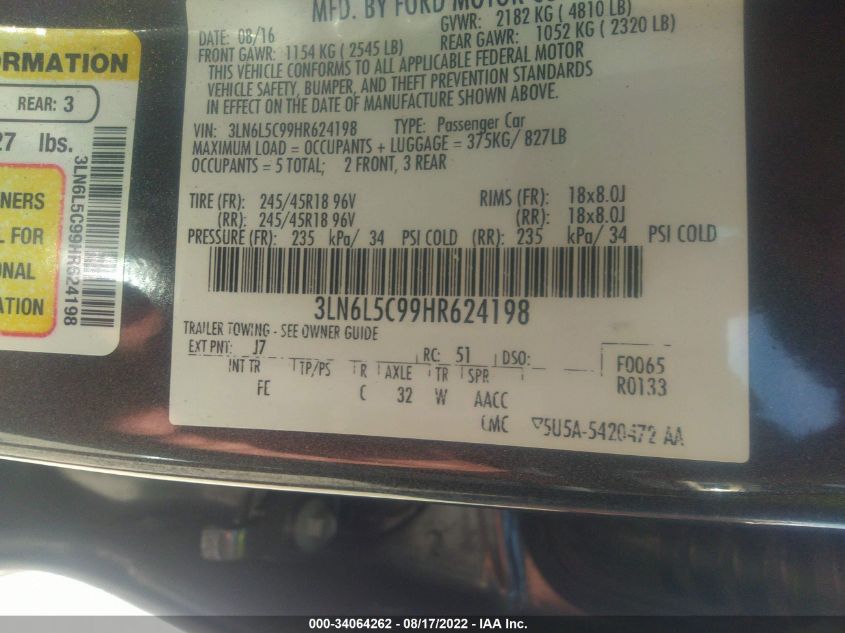 MFD. BY FORD MOTOR CO
DATE: 08/16 GVWR: 2182 KG ( 4810 LB)
FRONT GAWR: 1154 KG ( 2545 LB) REAR GAWR: 1052 KG ( 2320 LB)
THIS VEHICLE CONFORMS TO ALL APPLICABLE FEDERAL MOTOR
VEHICLE SAFETY, BUMPER, AND THEFT PREVENTION STANDARDS
IN EFFECT ON THE DATE OF MANUFACTURE SHOWN ABOVE.
VIN: 3LN6L5C99HR624198 TYPE: Passenger Car
MAXIMUM LOAD = OCCUPANTS + LUGGAGE = 375KG/ 827LB
OCCUPANTS = 5 TOTAL; 2 FRONT, 3 REAR
TIRE (FR): 245/45R18 96V RIMS (FR): 18x8.0J
(RR): 245/45R18 96V (RR): 18x8.0J
PRESSURE (FR): 235 kPa/ 34 PSI COLD (RR): 235 kPa/ 34 PSI COLD
3LN6L5C99HR624198
TRAILER TOWING - SEE OWNER GUIDE
EXT PNT: J7 RC: 51 DSO:
INT TR TP/PS R AXLE TR SPR
FE C 32 W AACC
CMC
F0065
R0133
5U5A-5420472 AA
ORMATION
REAR: 3
27 lbs.
NERS
L FOR
ONAL
ATION
3LN6L5C99HR624198
000-34064262 - 08/17/2022 - IAA Inc.